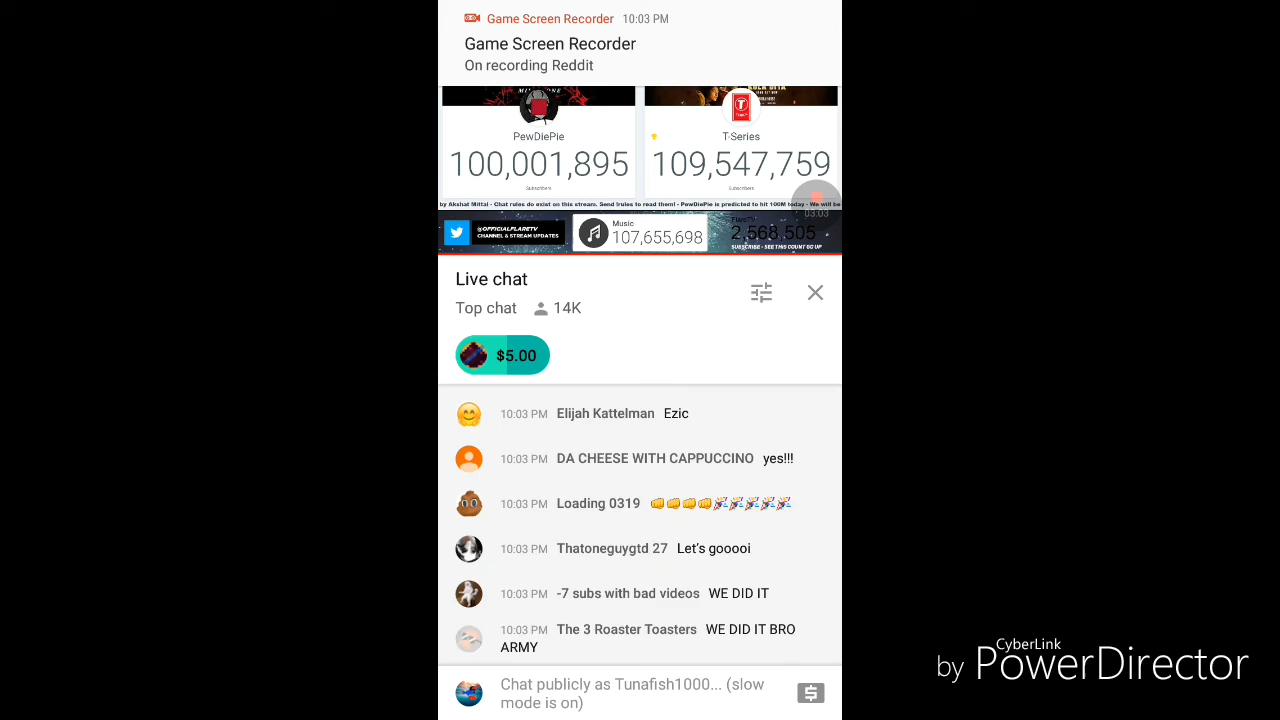 Game Screen Recorder 10:03 PM
Game Screen Recorder
On recording Reddit
PewDiePie
T-Series
100,001,895
109,547,759
Subscribers
Subscribers
by Akshat Mittal - Chat rules do exist on this stream. Send !rules to read them! - PewDiePie is predicted to hit 100M today - We will be
03:03
@OFFICIALFLARETV
CHANNEL & STREAM UPDATES
Music
107,655,698
FlareTV
2,568,505
SUBSCRIBE - SEE THIS COUNT GO UP
Live chat
Top chat 14K
$5.00
10:03 PM Elijah Kattelman Ezic
10:03 PM DA CHEESE WITH CAPPUCCINO yes!!!
10:03 PM Loading 0319 👊👊👊👊🎉🎉🎉🎉🎉
10:03 PM Thatoneguygtd 27 Let's gooooi
10:03 PM -7 subs with bad videos WE DID IT
10:03 PM The 3 Roaster Toasters WE DID IT BRO
ARMY
Chat publicly as Tunafish1000... (slow
mode is on)
CyberLink
by PowerDirector